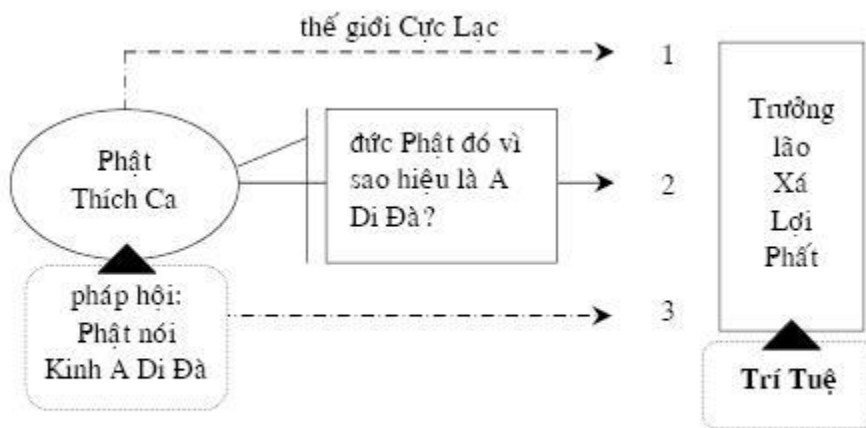 thế giới Cực Lạc
1
Phật
Thích Ca
đức Phật đó vì
sao hiệu là A
Di Đà?
2
pháp hội:
Phật nói
Kinh A Di Đà
3
Trưởng
lão
Xá
Lợi
Phất
Trí Tuệ